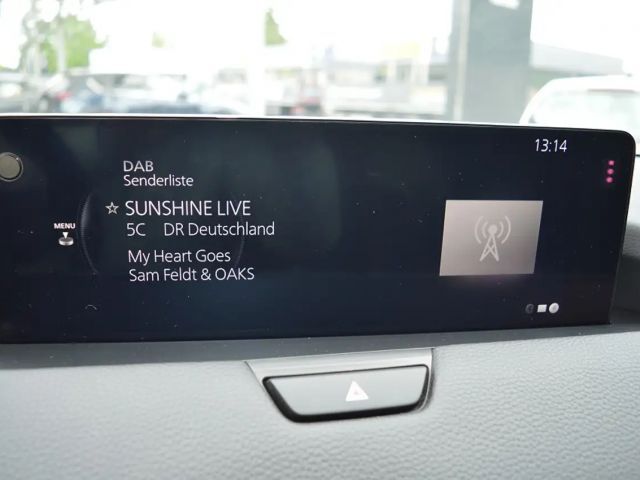 13:14
DAB
Senderliste
☆ SUNSHINE LIVE
5C DR Deutschland
MENU
My Heart Goes
Sam Feldt & OAKS